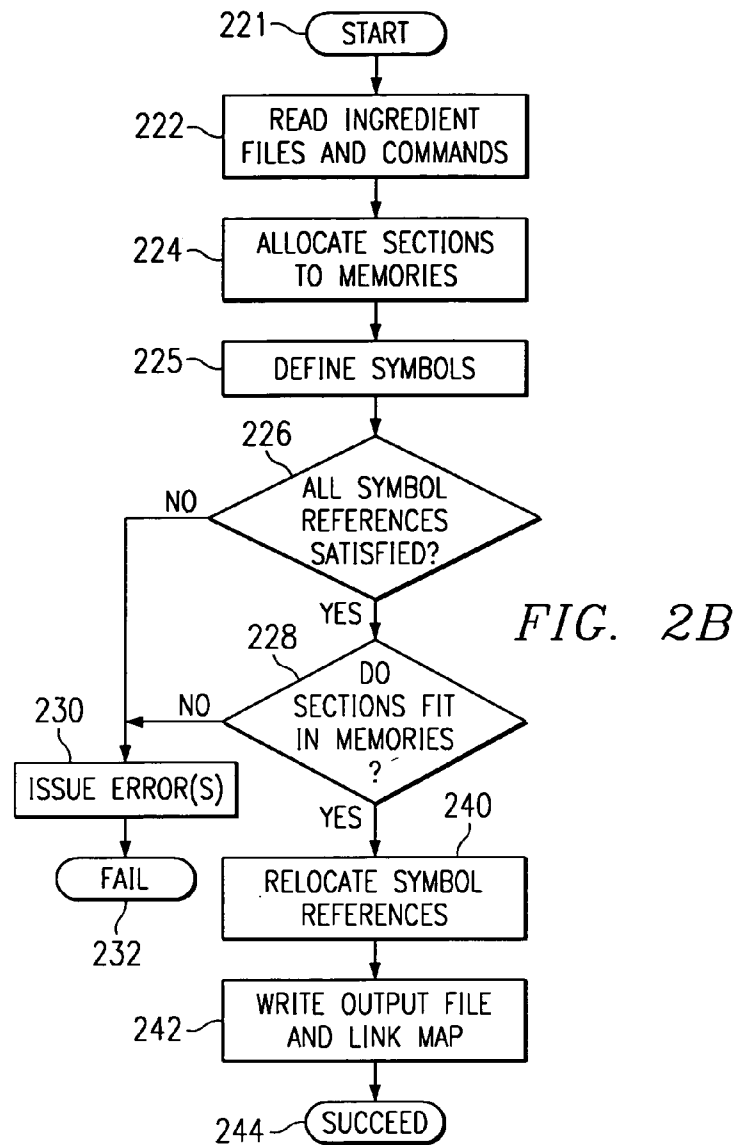 221
START
222
READ INGREDIENT
FILES AND COMMANDS
224
ALLOCATE SECTIONS
TO MEMORIES
225
DEFINE SYMBOLS
226
NO
ALL SYMBOL
REFERENCES
SATISFIED?
YES
FIG. 2B
228
NO
DO
SECTIONS FIT
IN MEMORIES
?
230
ISSUE ERROR(S)
YES
240
FAIL
232
RELOCATE SYMBOL
REFERENCES
242
WRITE OUTPUT FILE
AND LINK MAP
244
SUCCEED